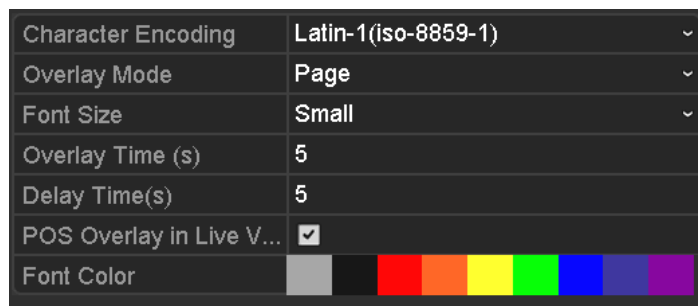 Character Encoding Latin-1(iso-8859-1)
Overlay Mode Page
Font Size Small
Overlay Time (s) 5
Delay Time(s) 5
POS Overlay in Live V...
Font Color